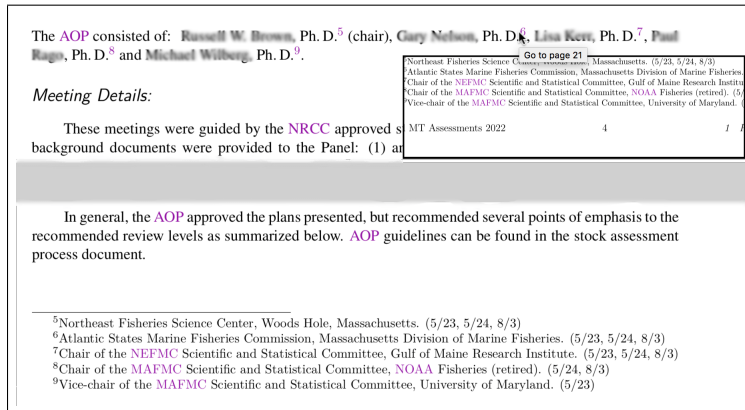 The AOP consisted of: Ph. D.5 (chair), Ph. D.6, Ph. D.7,
Ph. D.8 and Ph. D.9.
Go to page 21
Northeast Fisheries Science Center, Woods Hole, Massachusetts. (5/23, 5/24, 8/3)
Atlantic States Marine Fisheries Commission, Massachusetts Division of Marine Fisheries.
Chair of the NEFMC Scientific and Statistical Committee, Gulf of Maine Research Institu
Chair of the MAFMC Scientific and Statistical Committee, NOAA Fisheries (retired). (5/
Vice-chair of the MAFMC Scientific and Statistical Committee, University of Maryland. (
MT Assessments 2022 4 1
Meeting Details:
These meetings were guided by the NRCC approved s
background documents were provided to the Panel: (1) an
In general, the AOP approved the plans presented, but recommended several points of emphasis to the
recommended review levels as summarized below. AOP guidelines can be found in the stock assessment
process document.
5Northeast Fisheries Science Center, Woods Hole, Massachusetts. (5/23, 5/24, 8/3)
6Atlantic States Marine Fisheries Commission, Massachusetts Division of Marine Fisheries. (5/23, 5/24, 8/3)
7Chair of the NEFMC Scientific and Statistical Committee, Gulf of Maine Research Institute. (5/23, 5/24, 8/3)
8Chair of the MAFMC Scientific and Statistical Committee, NOAA Fisheries (retired). (5/24, 8/3)
9Vice-chair of the MAFMC Scientific and Statistical Committee, University of Maryland. (5/23)